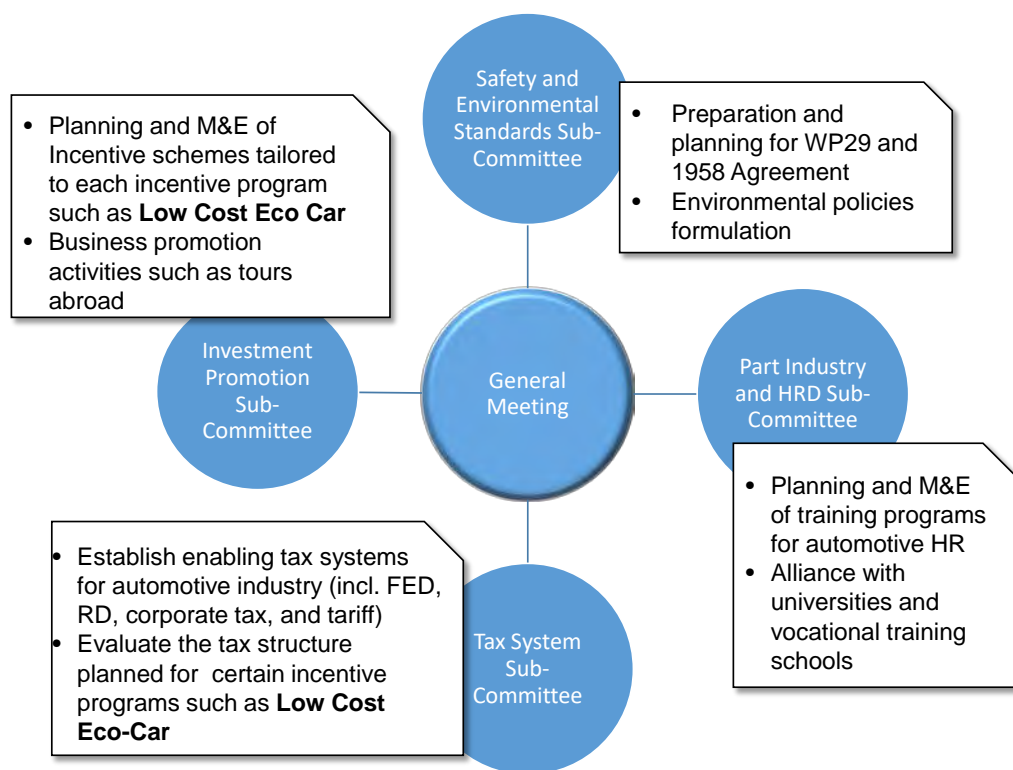 Safety and
Environmental
Standards Sub-
Committee
• Preparation and
planning for WP29 and
1958 Agreement
• Environmental policies
formulation
• Planning and M&E of
Incentive schemes tailored
to each incentive program
such as Low Cost Eco Car
• Business promotion
activities such as tours
abroad
Investment
Promotion
Sub-
Committee
General
Meeting
Part Industry
and HRD Sub-
Committee
• Planning and M&E
of training programs
for automotive HR
• Alliance with
universities and
vocational training
schools
• Establish enabling tax systems
for automotive industry (incl. FED,
RD, corporate tax, and tariff)
• Evaluate the tax structure
planned for certain incentive
programs such as Low Cost
Eco-Car
Tax System
Sub-
Committee